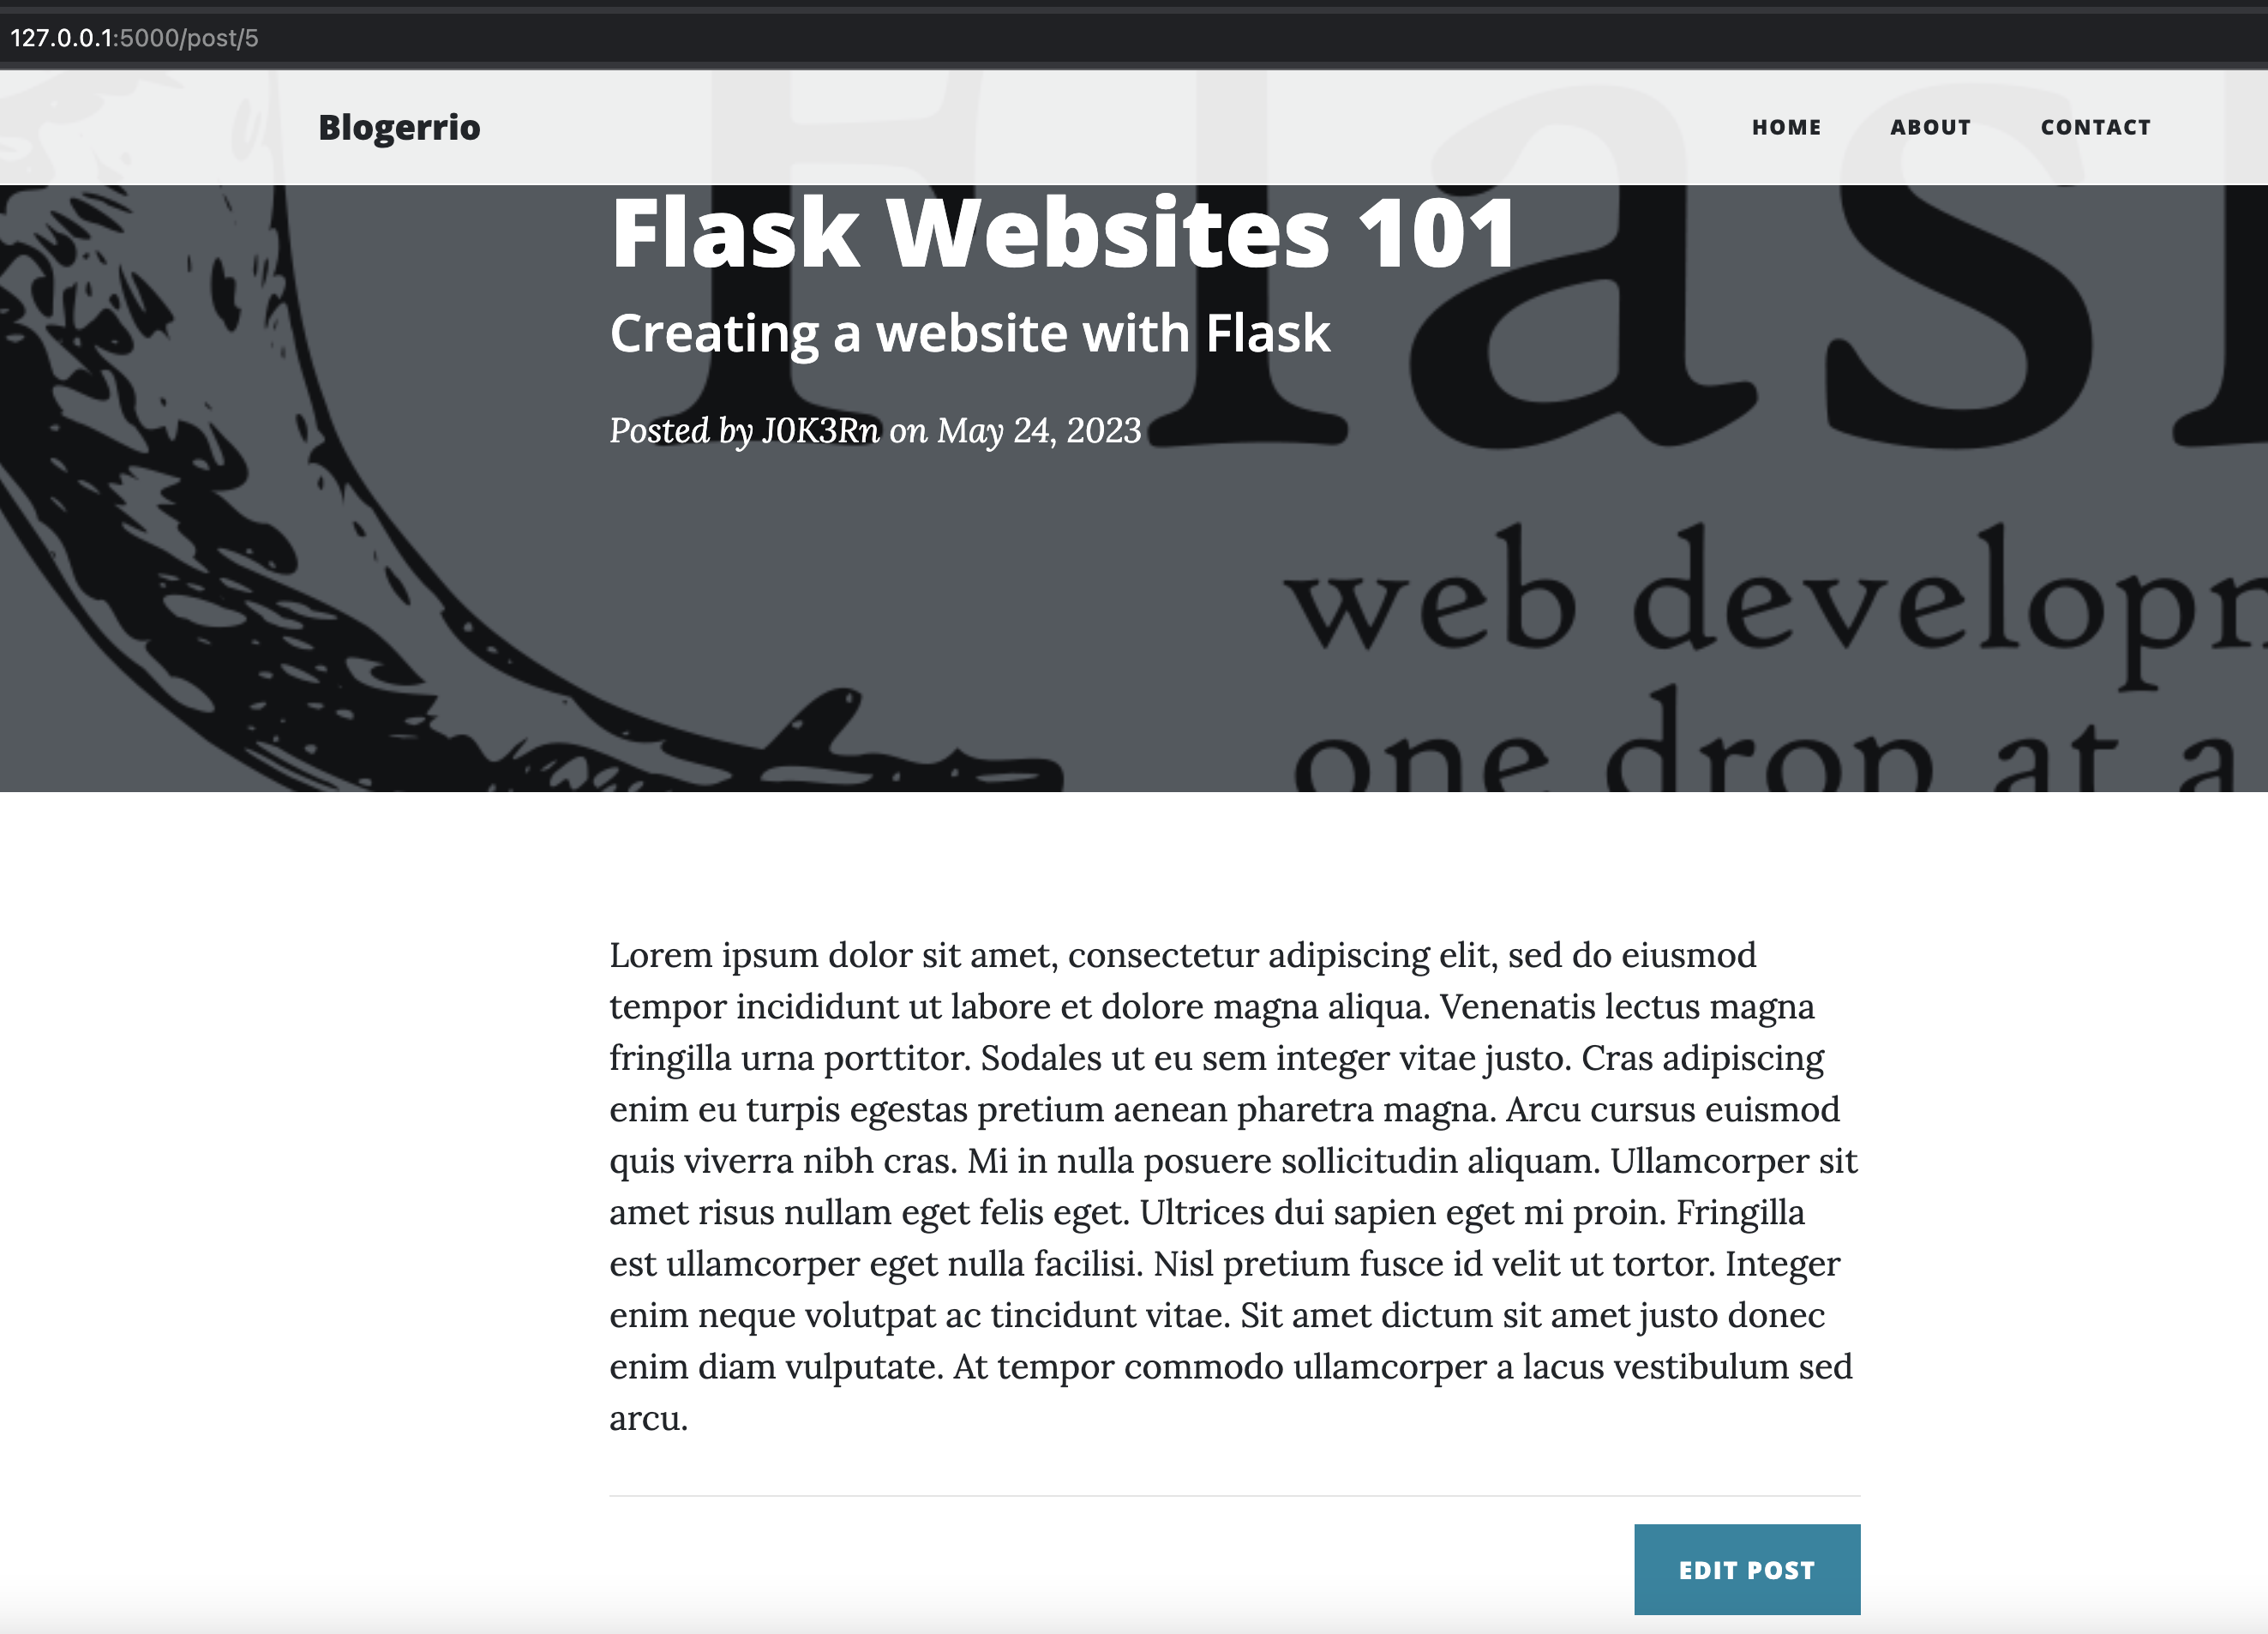 127.0.0.1:5000/post/5
Blogerrio
HOME ABOUT CONTACT
Flask Websites 101
Creating a website with Flask
Posted by J0K3Rn on May 24, 2023
web
one drop at a
Lorem ipsum dolor sit amet, consectetur adipiscing elit, sed do eiusmod
tempor incididunt ut labore et dolore magna aliqua. Venenatis lectus magna
fringilla urna porttitor. Sodales ut eu sem integer vitae justo. Cras adipiscing
enim eu turpis egestas pretium aenean pharetra magna. Arcu cursus euismod
quis viverra nibh cras. Mi in nulla posuere sollicitudin aliquam. Ullamcorper sit
amet risus nullam eget felis eget. Ultrices dui sapien eget mi proin. Fringilla
est ullamcorper eget nulla facilisi. Nisl pretium fusce id velit ut tortor. Integer
enim neque volutpat ac tincidunt vitae. Sit amet dictum sit amet justo donec
enim diam vulputate. At tempor commodo ullamcorper a lacus vestibulum sed
arcu.
EDIT POST